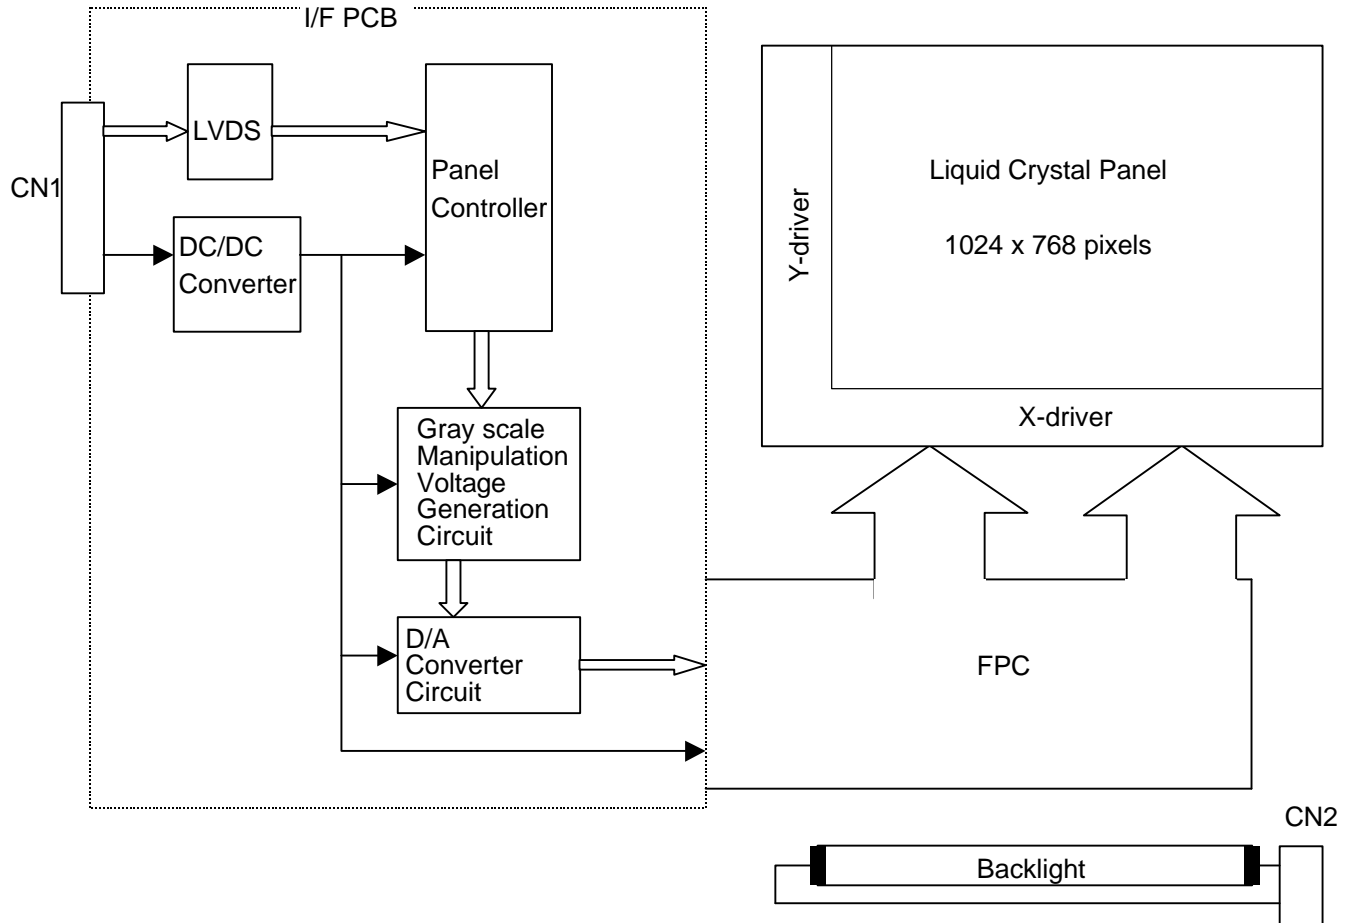 I/F PCB
CN1
LVDS
Panel
Controller
DC/DC
Converter
Gray scale
Manipulation
Voltage
Generation
Circuit
D/A
Converter
Circuit
Liquid Crystal Panel
1024 x 768 pixels
Y-driver
X-driver
FPC
CN2
Backlight